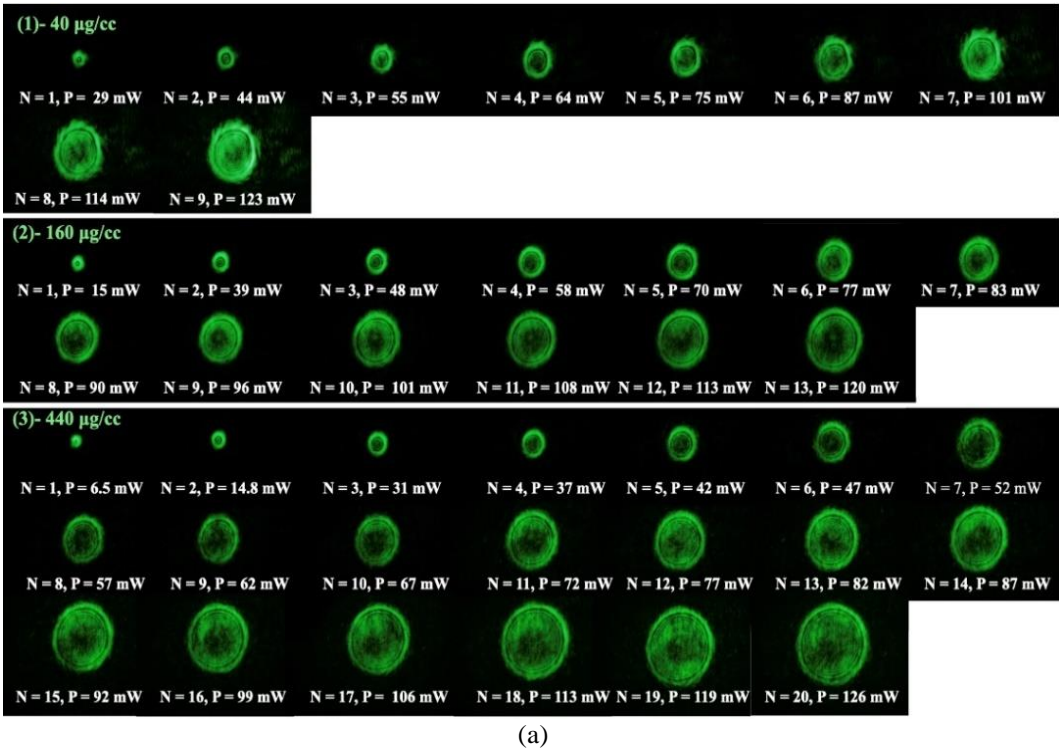 (1)- 40 µg/cc
N = 1, P = 29 mW N = 2, P = 44 mW N = 3, P = 55 mW N = 4, P = 64 mW N = 5, P = 75 mW N = 6, P = 87 mW N = 7, P = 101 mW
N = 8, P = 114 mW N = 9, P = 123 mW
(2)- 160 µg/cc
N = 1, P = 15 mW N = 2, P = 39 mW N = 3, P = 48 mW N = 4, P = 58 mW N = 5, P = 70 mW N = 6, P = 77 mW N = 7, P = 83 mW
N = 8, P = 90 mW N = 9, P = 96 mW N = 10, P = 101 mW N = 11, P = 108 mW N = 12, P = 113 mW N = 13, P = 120 mW
(3)- 440 µg/cc
N = 1, P = 6.5 mW N = 2, P = 14.8 mW N = 3, P = 31 mW N = 4, P = 37 mW N = 5, P = 42 mW N = 6, P = 47 mW N = 7, P = 52 mW
N = 8, P = 57 mW N = 9, P = 62 mW N = 10, P = 67 mW N = 11, P = 72 mW N = 12, P = 77 mW N = 13, P = 82 mW N = 14, P = 87 mW
N = 15, P = 92 mW N = 16, P = 99 mW N = 17, P = 106 mW N = 18, P = 113 mW N = 19, P = 119 mW N = 20, P = 126 mW
(a)